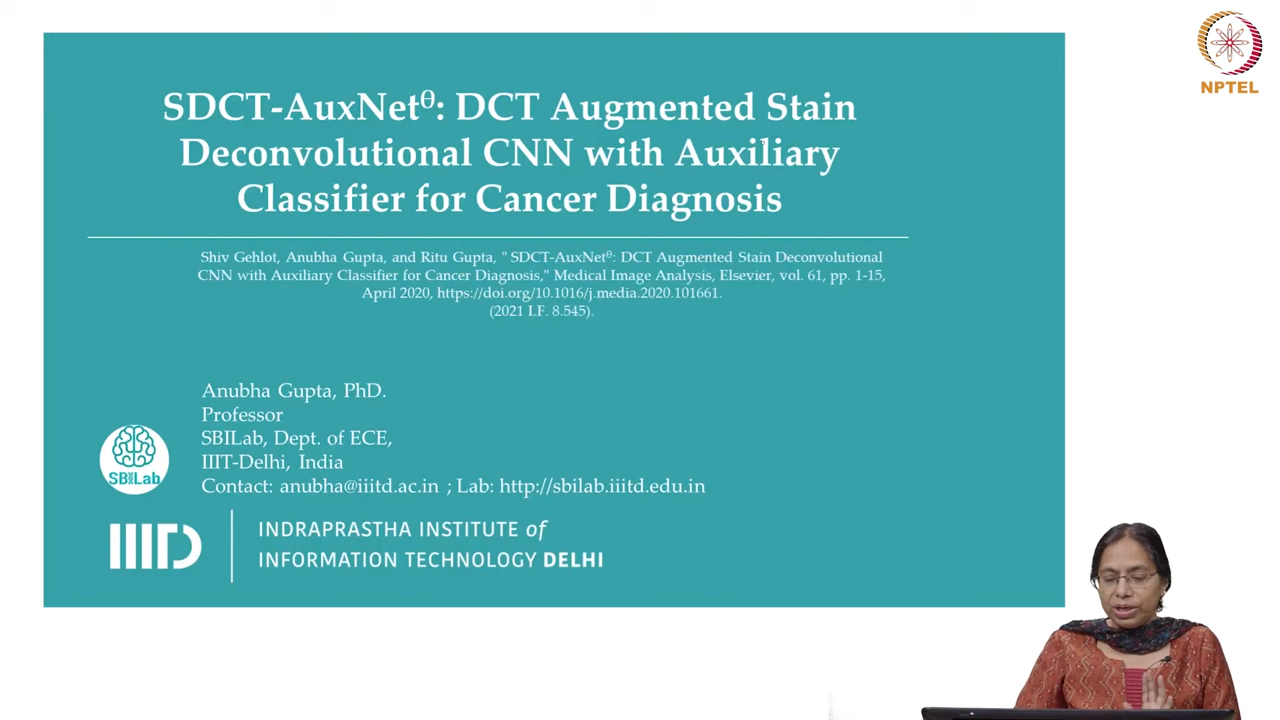 NPTEL
SDCT-AuxNetᶿ: DCT Augmented Stain
Deconvolutional CNN with Auxiliary
Classifier for Cancer Diagnosis
Shiv Gehlot, Anubha Gupta, and Ritu Gupta, " SDCT-AuxNetᶿ: DCT Augmented Stain Deconvolutional
CNN with Auxiliary Classifier for Cancer Diagnosis," Medical Image Analysis, Elsevier, vol. 61, pp. 1-15,
April 2020, https://doi.org/10.1016/j.media.2020.101661.
(2021 I.F. 8.545).
Anubha Gupta, PhD.
Professor
SBILab, Dept. of ECE,
IIIT-Delhi, India
Contact: anubha@iiitd.ac.in ; Lab: http://sbilab.iiitd.edu.in
SBILab
IIITD
INDRAPRASTHA INSTITUTE of
INFORMATION TECHNOLOGY DELHI